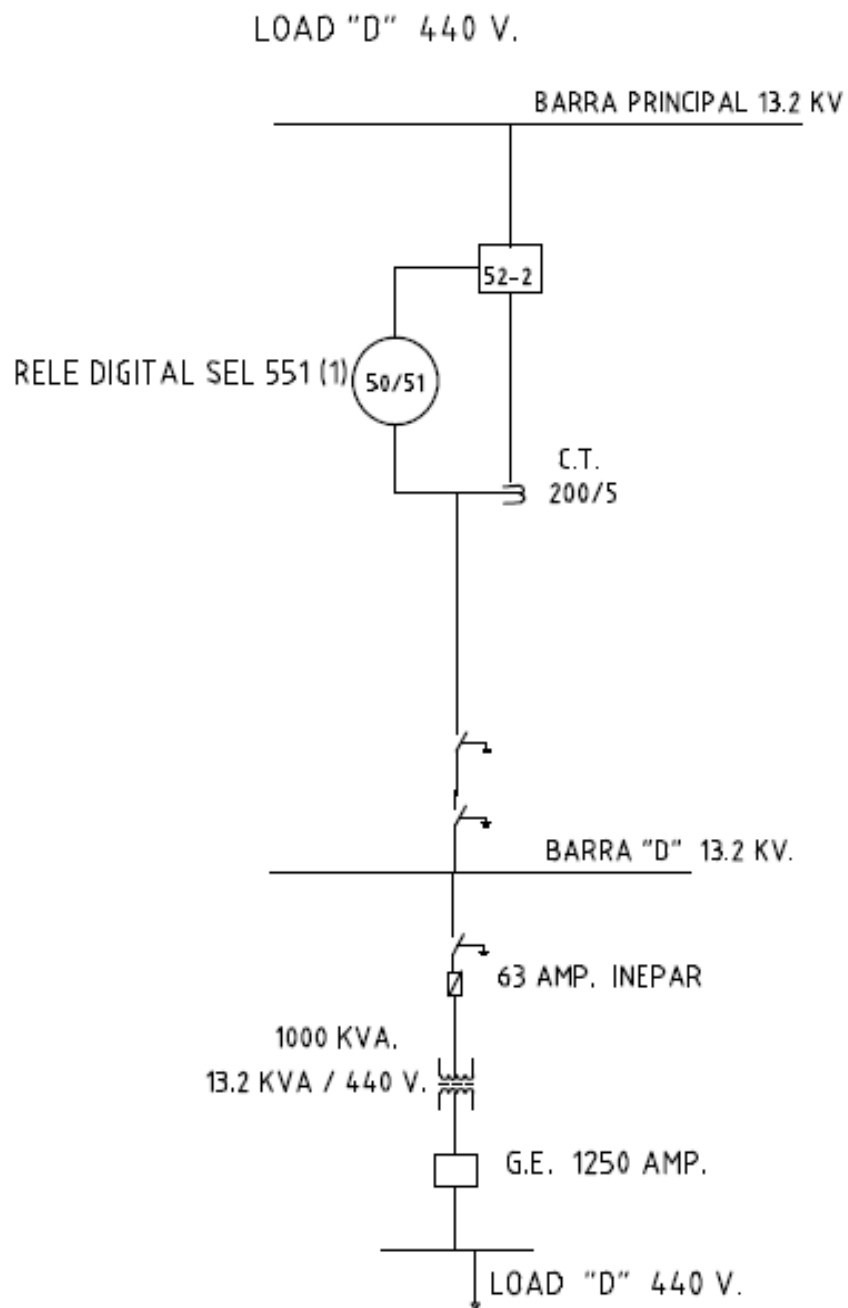 LOAD "D" 440 V.
BARRA PRINCIPAL 13.2 KV
52-2
RELE DIGITAL SEL 551 (1)
50/51
C.T.
200/5
BARRA "D" 13.2 KV.
63 AMP. INEPAR
1000 KVA.
13.2 KVA / 440 V.
G.E. 1250 AMP.
LOAD "D" 440 V.